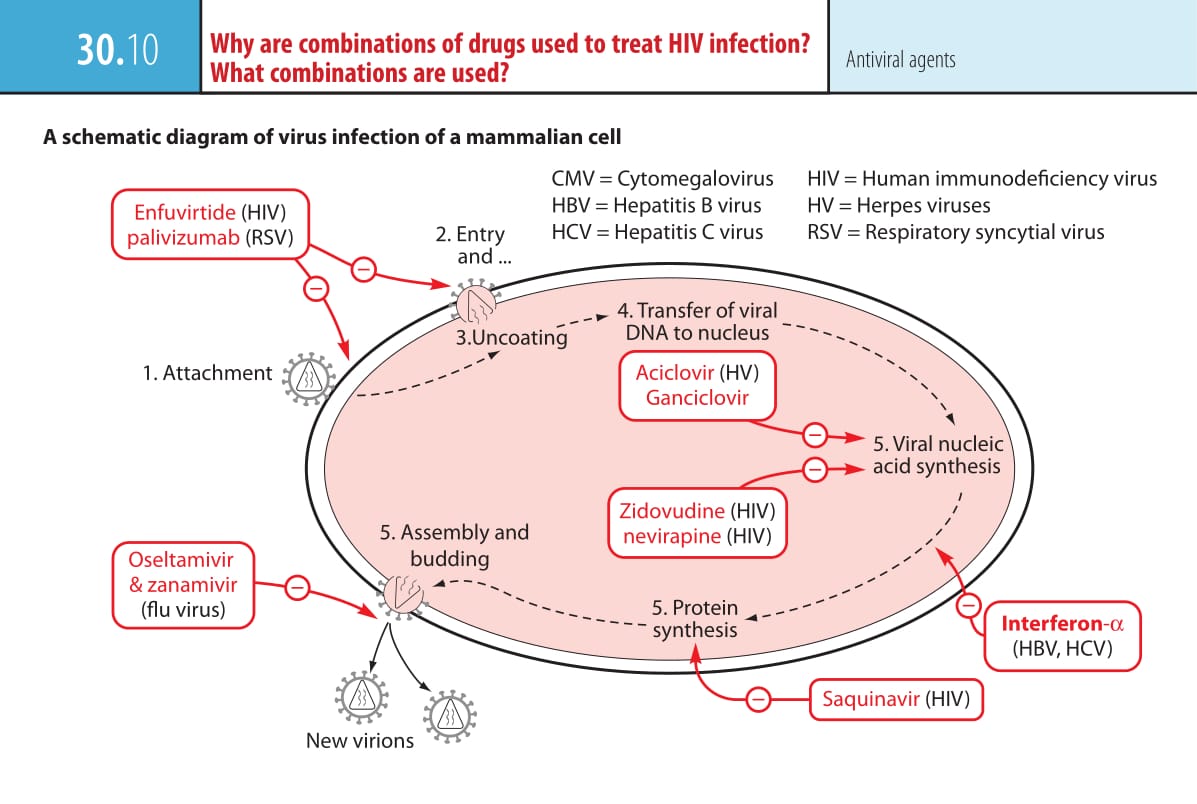 30.10
Why are combinations of drugs used to treat HIV infection?
What combinations are used?
Antiviral agents
A schematic diagram of virus infection of a mammalian cell
CMV = Cytomegalovirus
HBV = Hepatitis B virus
HCV = Hepatitis C virus
HIV = Human immunodeficiency virus
HV = Herpes viruses
RSV = Respiratory syncytial virus
Enfuvirtide (HIV)
palivizumab (RSV)
2. Entry
and ...
3.Uncoating
4. Transfer of viral
DNA to nucleus
1. Attachment
Aciclovir (HV)
Ganciclovir
5. Viral nucleic
acid synthesis
Zidovudine (HIV)
nevirapine (HIV)
5. Assembly and
budding
Oseltamivir
& zanamivir
(flu virus)
5. Protein
synthesis
Interferon-α
(HBV, HCV)
Saquinavir (HIV)
New virions